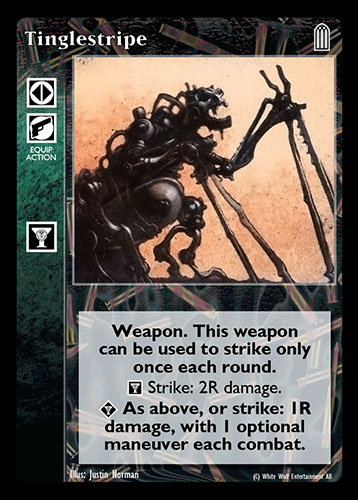 Tinglestripe
EQUIP
ACTION
Weapon. This weapon
can be used to strike only
once each round.
Strike: 2R damage.
As above, or strike: 1R
damage, with 1 optional
maneuver each combat.
Illus: Justin Norman
(C) White Wolf Entertainment AB